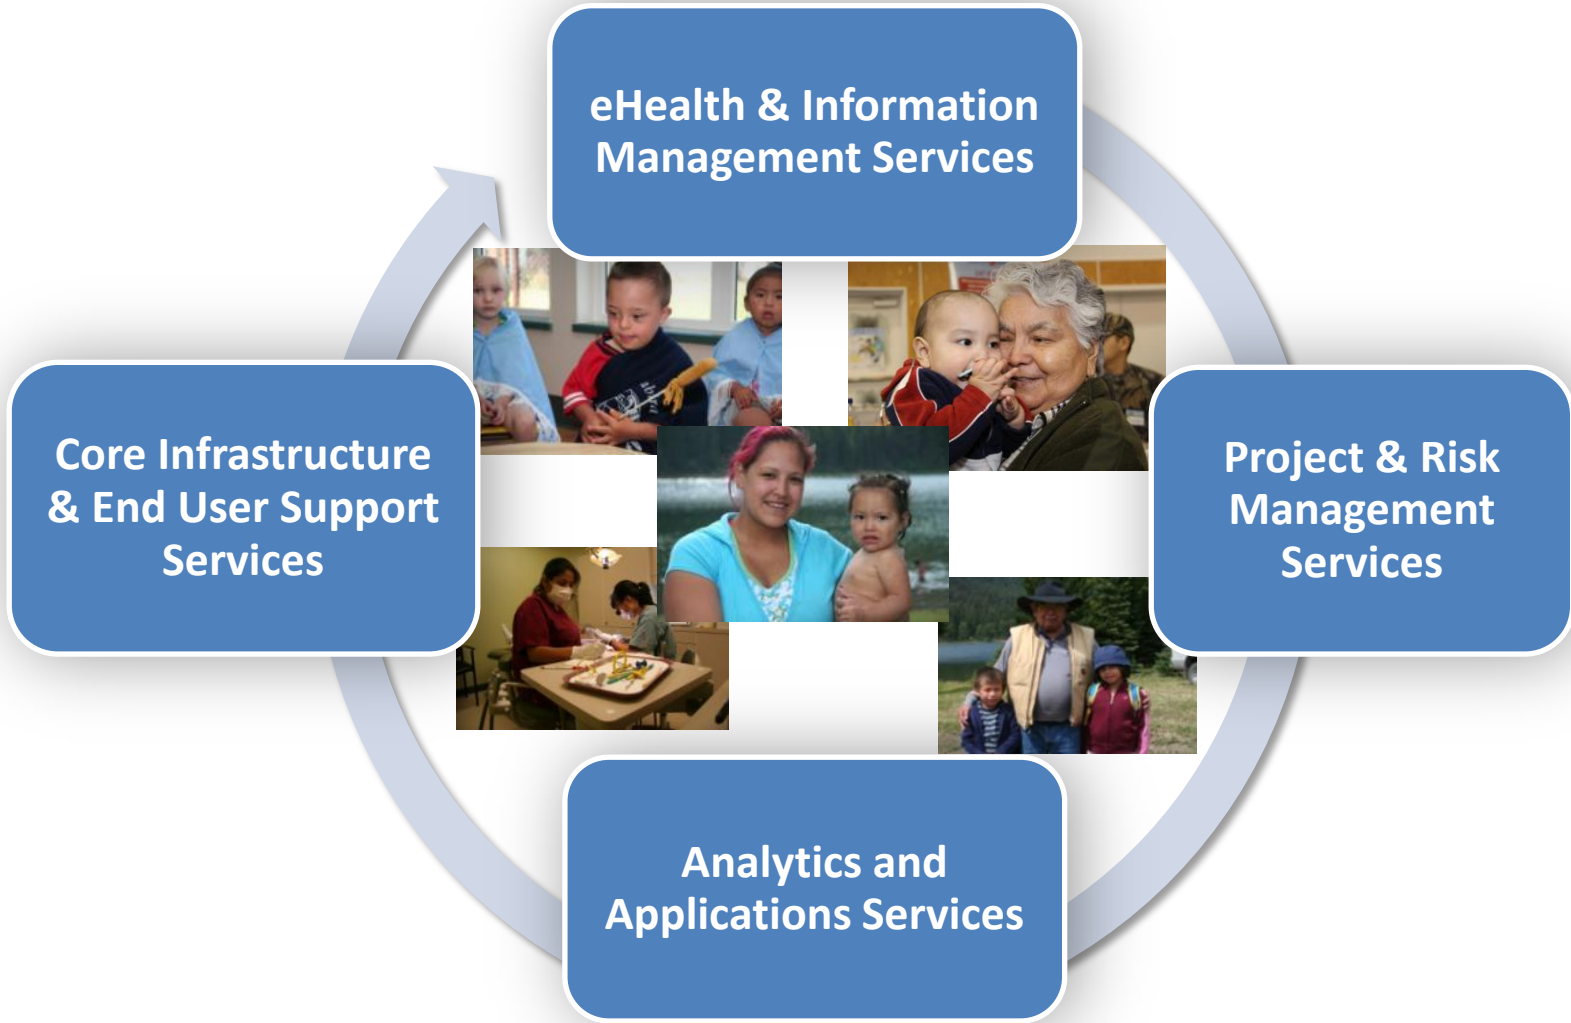 eHealth & Information
Management Services
Core Infrastructure
& End User Support
Services
Project & Risk
Management
Services
Analytics and
Applications Services